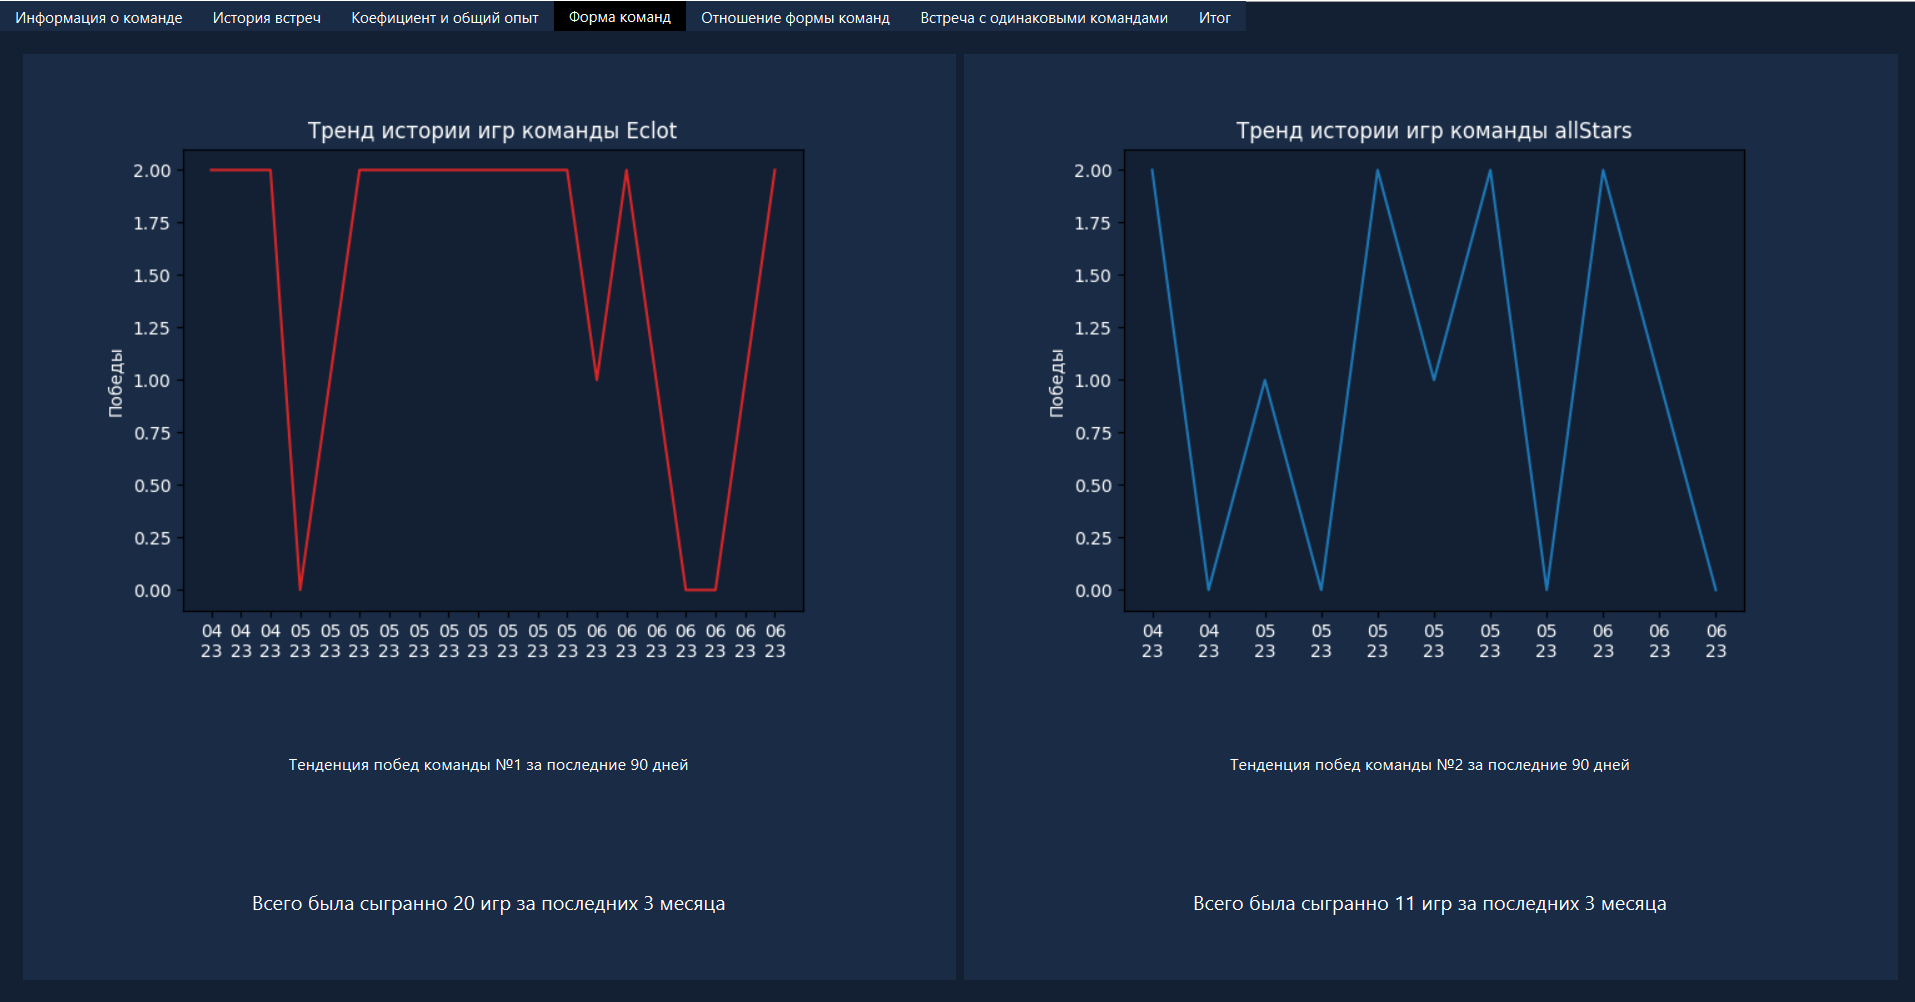 Информация о команде История встреч Коефициент и общий опыт Форма команд Отношение формы команд Встреча с одинаковыми командами Итог
Тренд истории игр команды Eclot
2.00
1.75
1.50
1.25
1.00
0.75
0.50
0.25
0.00
Победы
04 04 04 05 05 05 05 05 05 05 05 05 05 06 06 06 06 06 06 06
23 23 23 23 23 23 23 23 23 23 23 23 23 23 23 23 23 23 23 23
Тенденция побед команды №1 за последние 90 дней
Всего была сыгранно 20 игр за последних 3 месяца
Тренд истории игр команды allStars
2.00
1.75
1.50
1.25
1.00
0.75
0.50
0.25
0.00
Победы
04 04 05 05 05 05 05 05 06 06 06
23 23 23 23 23 23 23 23 23 23 23
Тенденция побед команды №2 за последние 90 дней
Всего была сыгранно 11 игр за последних 3 месяца